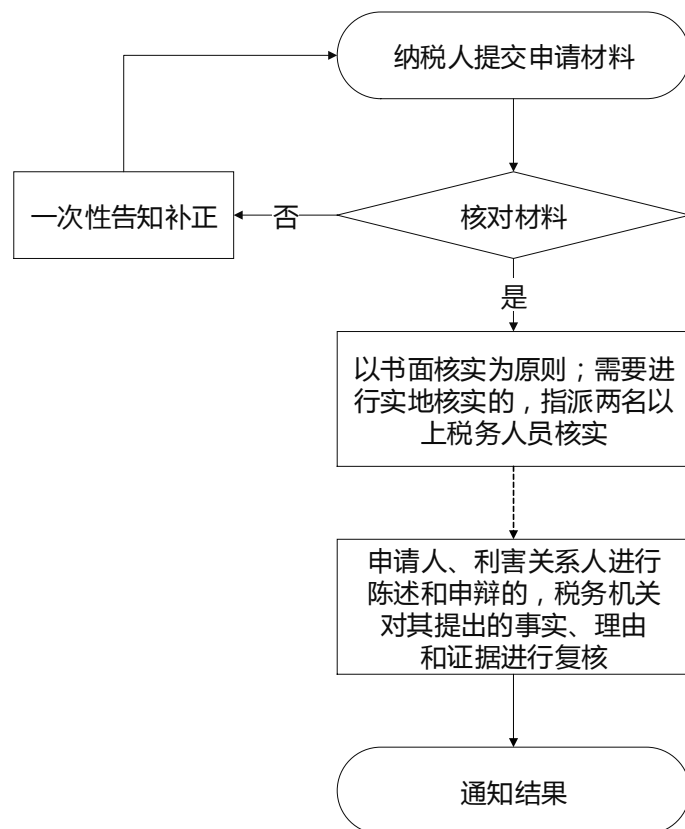 纳税人提交申请材料
一次性告知补正
否
核对材料
是
以书面核实为原则；需要进
行实地核实的，指派两名以
上税务人员核实
申请人、利害关系人进行
陈述和申辩的，税务机关
对其提出的事实、理由
和证据进行复核
通知结果